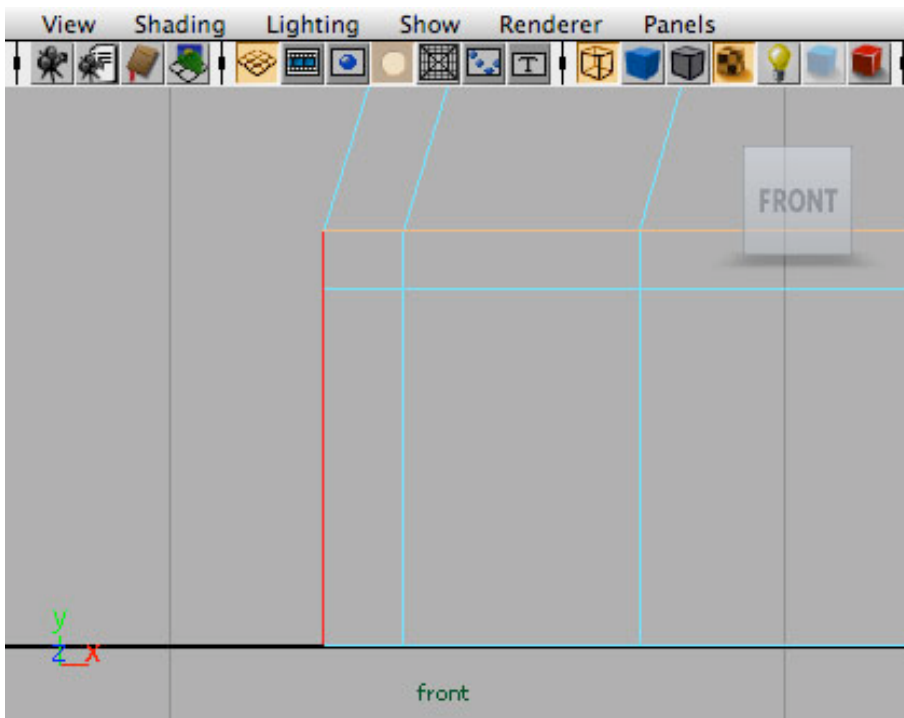 View Shading Lighting Show Renderer Panels
T
FRONT
y
z x
front